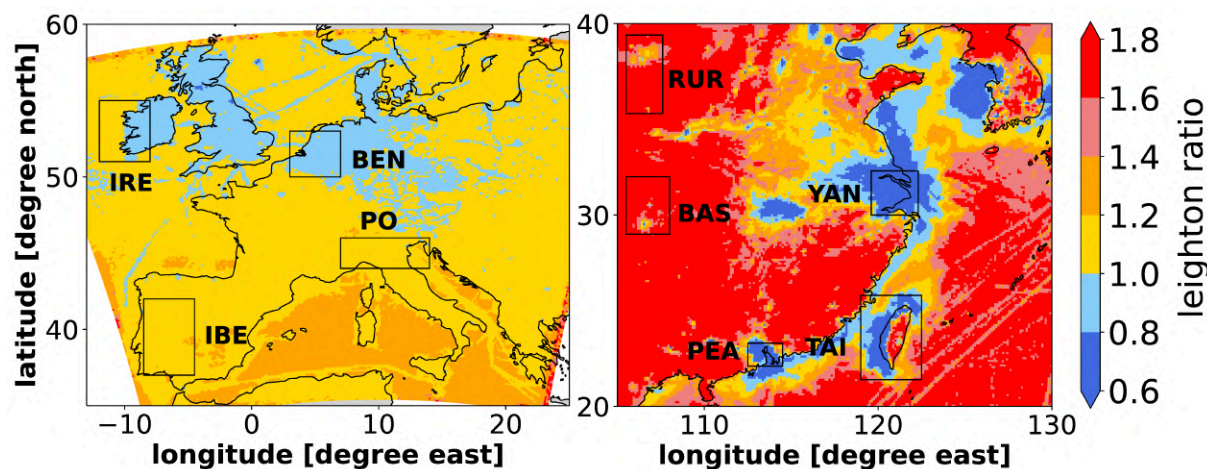 60
50
40
latitude [degree north]
IRE
BEN
PO
IBE
−10
0
10
20
longitude [degree east]
40
30
20
RUR
BAS
YAN
PEA
TAI
110
120
130
longitude [degree east]
1.8
1.6
1.4
1.2
1.0
0.8
0.6
leighton ratio